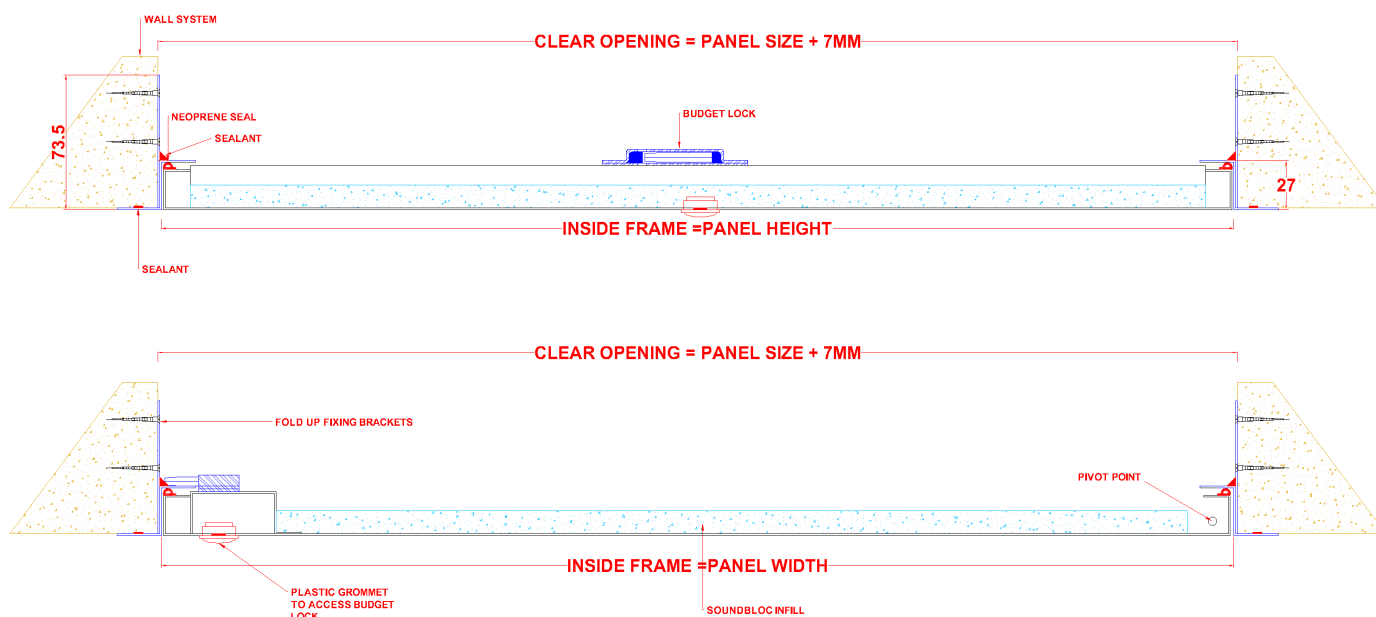 WALL SYSTEM
CLEAR OPENING = PANEL SIZE + 7MM
NEOPRENE SEAL
BUDGET LOCK
SEALANT
73.5
27
INSIDE FRAME =PANEL HEIGHT
SEALANT
CLEAR OPENING = PANEL SIZE + 7MM
FOLD UP FIXING BRACKETS
PIVOT POINT
INSIDE FRAME =PANEL WIDTH
PLASTIC GROMMET
TO ACCESS BUDGET
LOCK
SOUNDBLOC INFILL